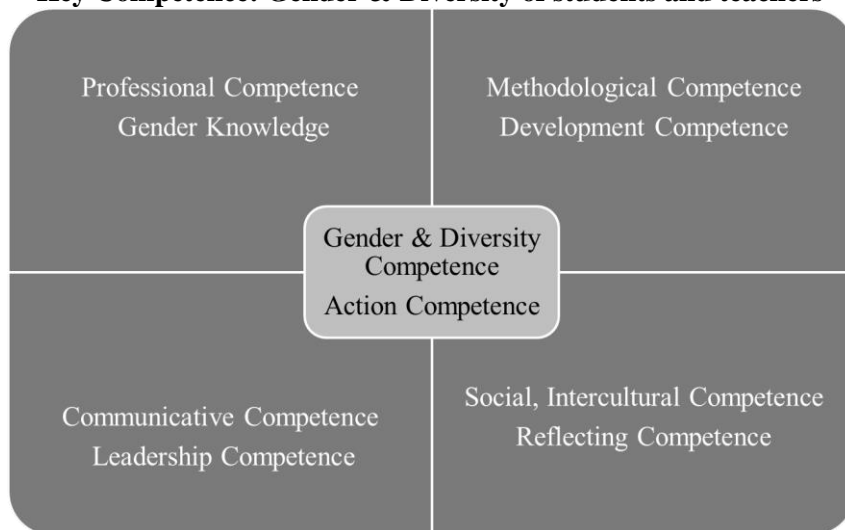 Key Competence: Gender & Diversity of students and teachers
Professional Competence
Gender Knowledge
Methodological Competence
Development Competence
Gender & Diversity
Competence
Action Competence
Communicative Competence
Leadership Competence
Social, Intercultural Competence
Reflecting Competence